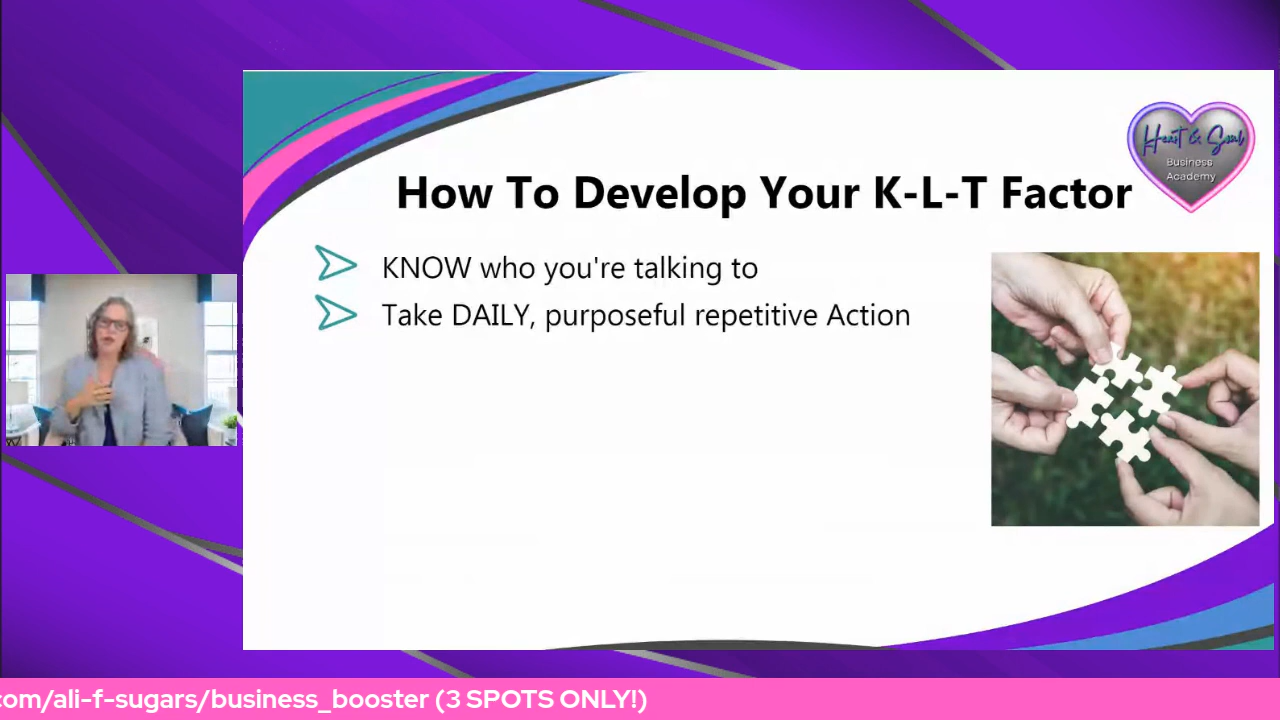 Heart & Soul
Business
Academy
How To Develop Your K-L-T Factor
KNOW who you're talking to
Take DAILY, purposeful repetitive Action
com/ali-f-sugars/business_booster (3 SPOTS ONLY!)